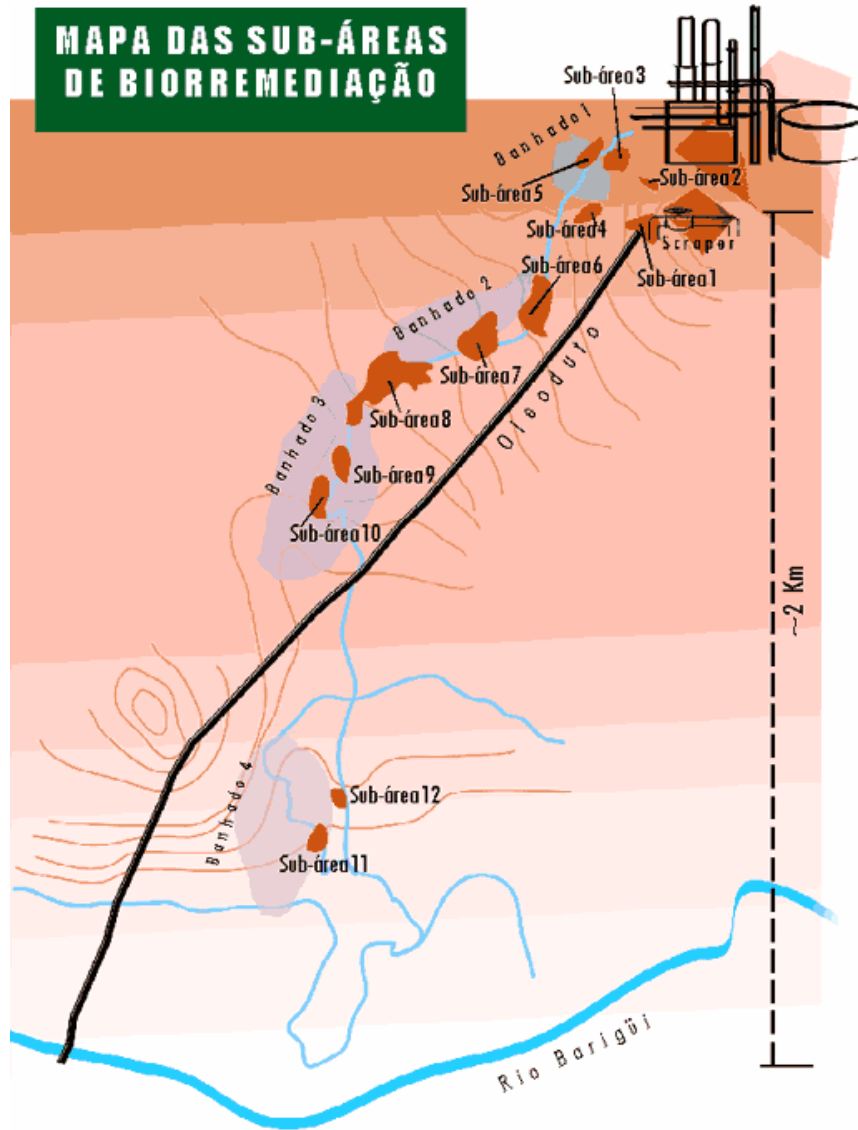 MAPA DAS SUB-ÁREAS
DE BIORREMEDIAÇÃO
Sub-área 3
Banhado 1
Sub-área 5
Sub-área 2
Sub-área 4
Scraper
Sub-área 6
Sub-área 1
Banhado 2
Sub-área 7
Oleoduto
Sub-área 8
Banhado 3
Sub-área 9
Sub-área 10
~2 Km
Banhado 4
Sub-área 12
Sub-área 11
Rio Barigüi